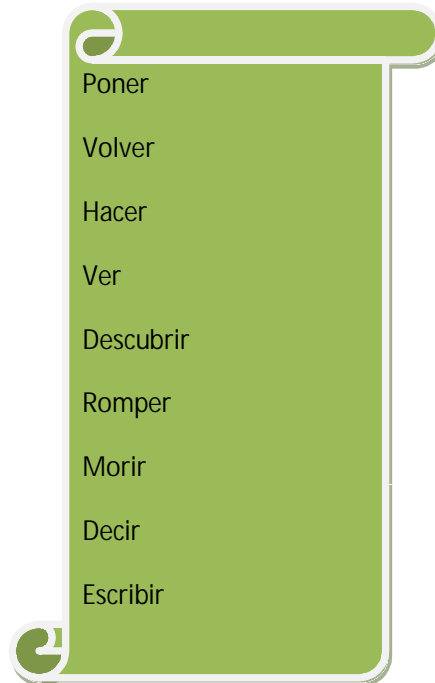 Poner
Volver
Hacer
Ver
Descubrir
Romper
Morir
Decir
Escribir